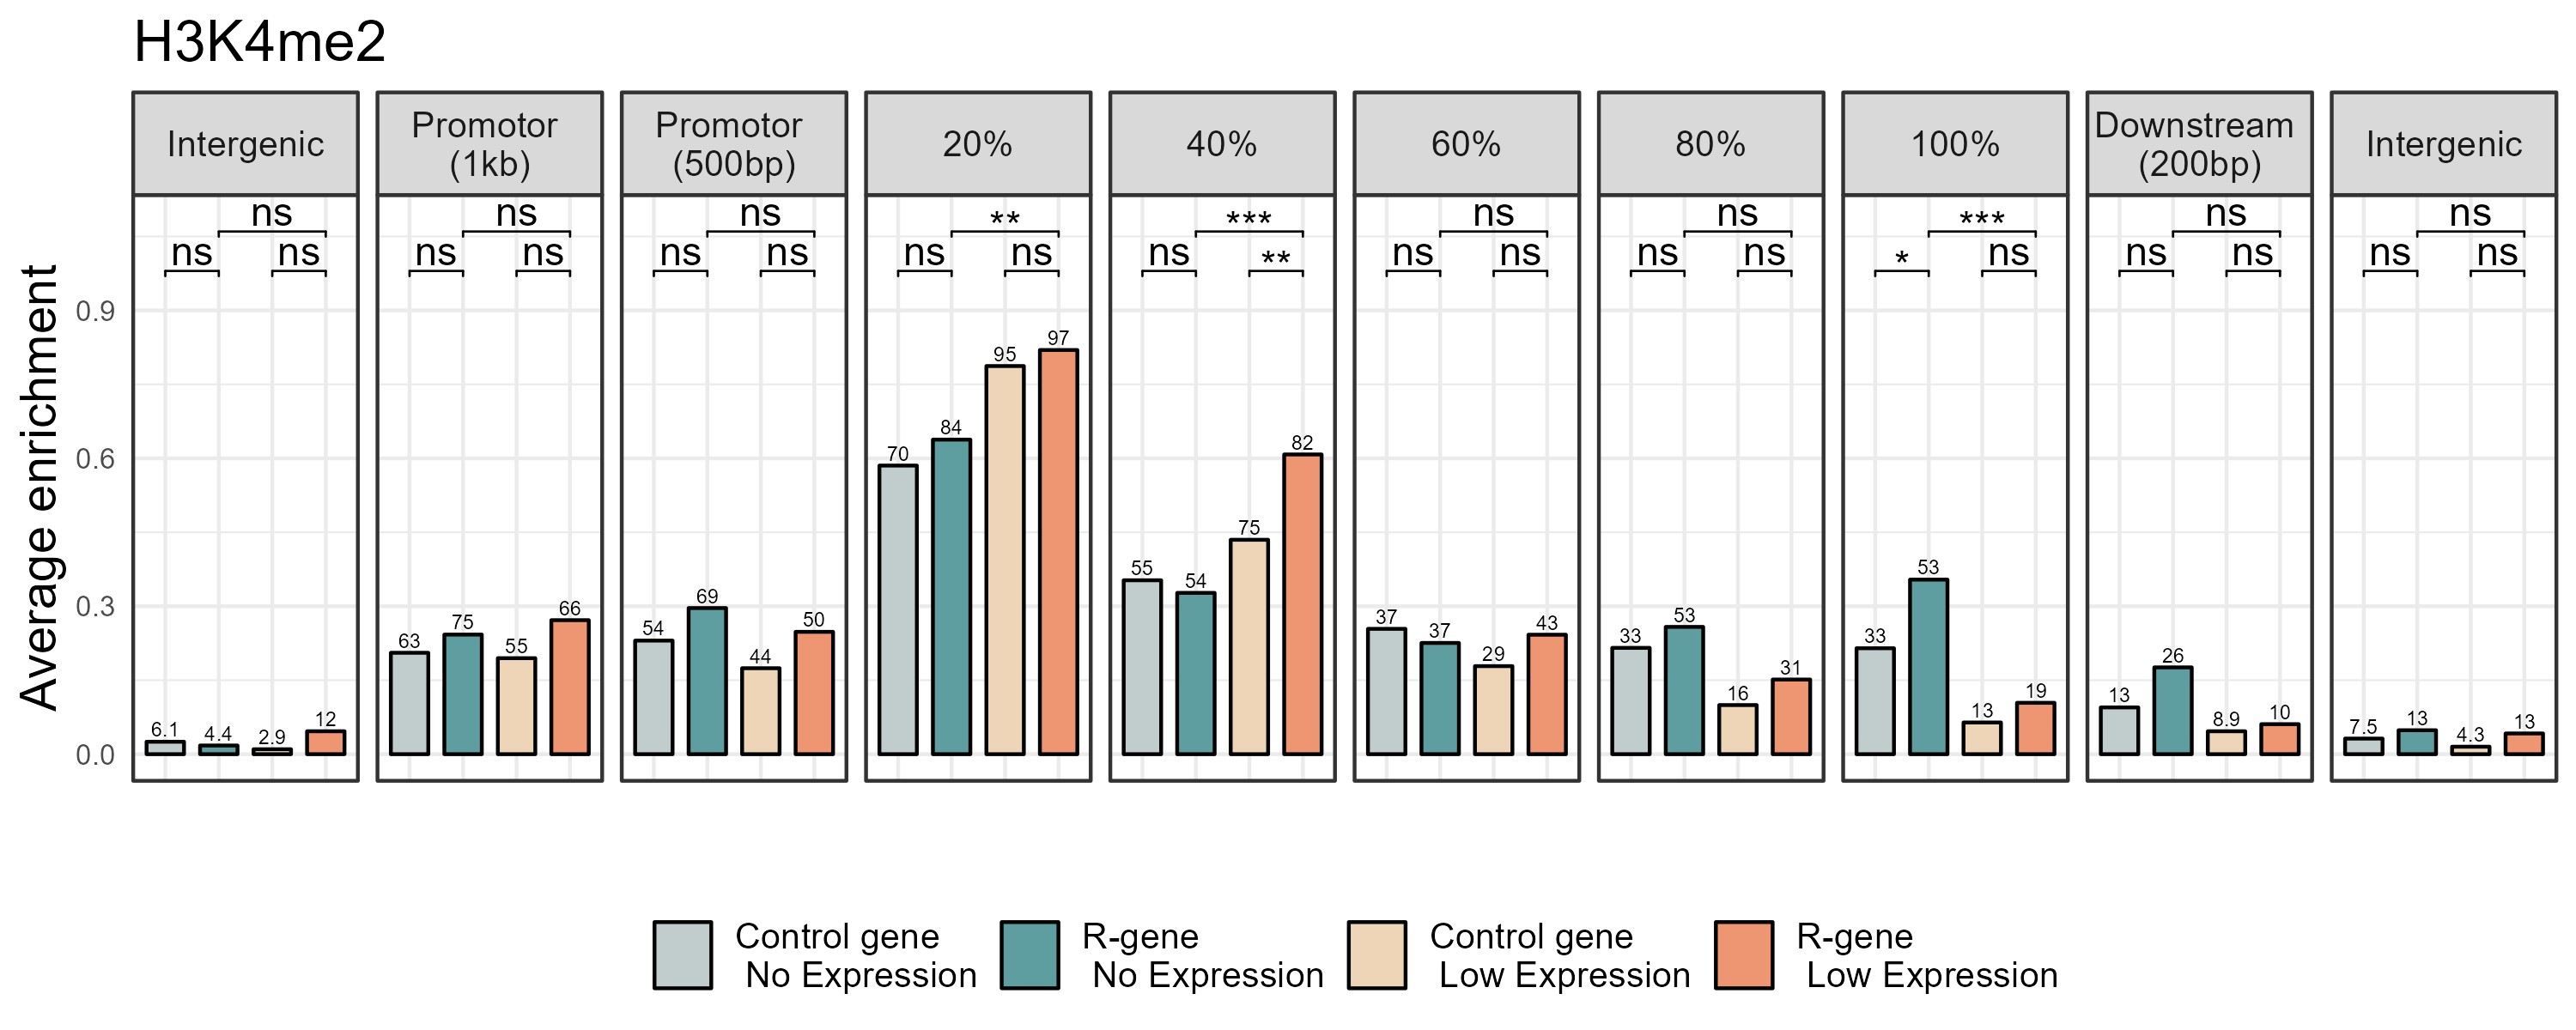 H3K4me2
Intergenic
Promotor
(1kb)
Promotor
(500bp)
20%
40%
60%
80%
100%
Downstream
(200bp)
Intergenic
ns
ns ns
ns
ns ns
ns
ns ns
**
ns ns
***
ns **
ns
ns ns
ns
ns ns
***
* ns
ns
ns ns
ns
ns ns
Average enrichment
0.9
0.6
0.3
0.0
6.1 4.4 2.9 12
63 75 55 66
54 69 44 50
70 84 95 97
55 54 75 82
37 37 29 43
33 53 16 31
33 53 13 19
13 26 8.9 10
7.5 13 4.3 13
Control gene
No Expression
R-gene
No Expression
Control gene
Low Expression
R-gene
Low Expression